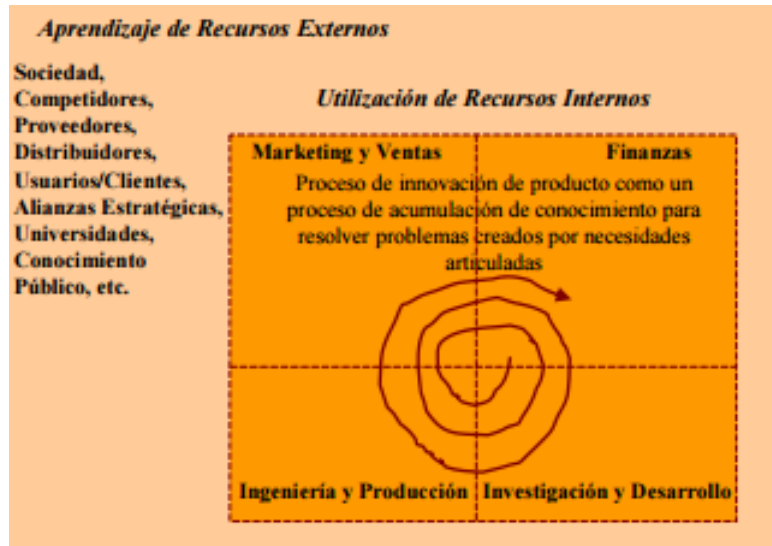 Aprendizaje de Recursos Externos
Sociedad,
Competidores,
Proveedores,
Distribuidores,
Usuarios/Clientes,
Alianzas Estratégicas,
Universidades,
Conocimiento
Público, etc.
Utilización de Recursos Internos
Marketing y Ventas
Finanzas
Proceso de innovación de producto como un
proceso de acumulación de conocimiento para
resolver problemas creados por necesidades
articuladas
Ingeniería y Producción
Investigación y Desarrollo